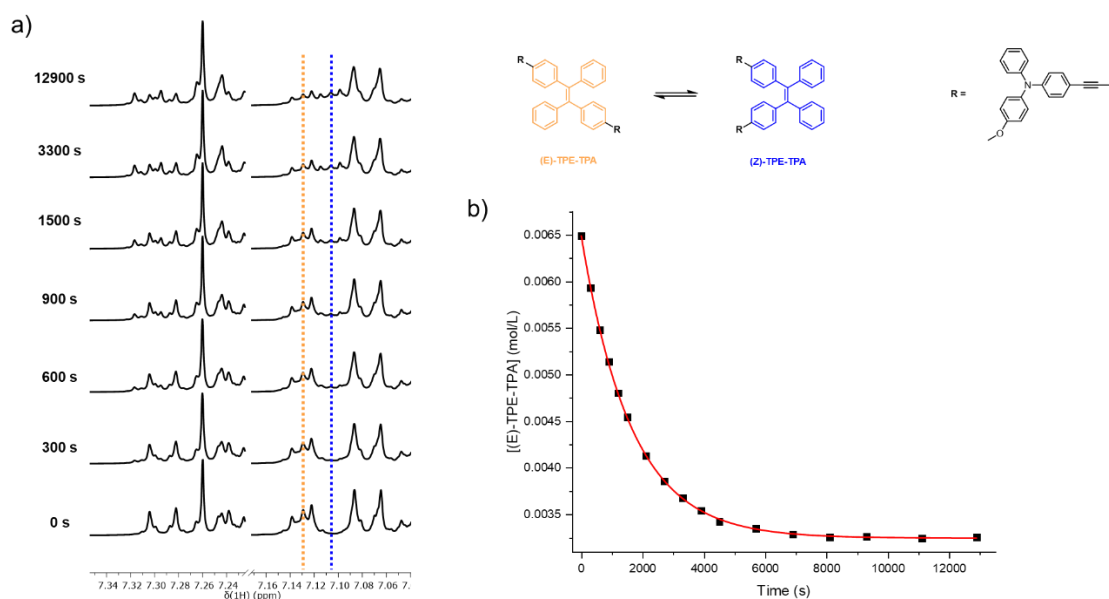 a)
12900 s
3300 s
1500 s
900 s
600 s
300 s
0 s
7.34 7.32 7.30 7.28 7.26 7.24 7.16 7.14 7.12 7.10 7.08 7.06
δ(1H) (ppm)
R
R
(E)-TPE-TPA
R
R
(Z)-TPE-TPA
R =
N
O
b)
[(E)-TPE-TPA] (mol/L)
0.0065
0.0060
0.0055
0.0050
0.0045
0.0040
0.0035
0 2000 4000 6000 8000 10000 12000
Time (s)